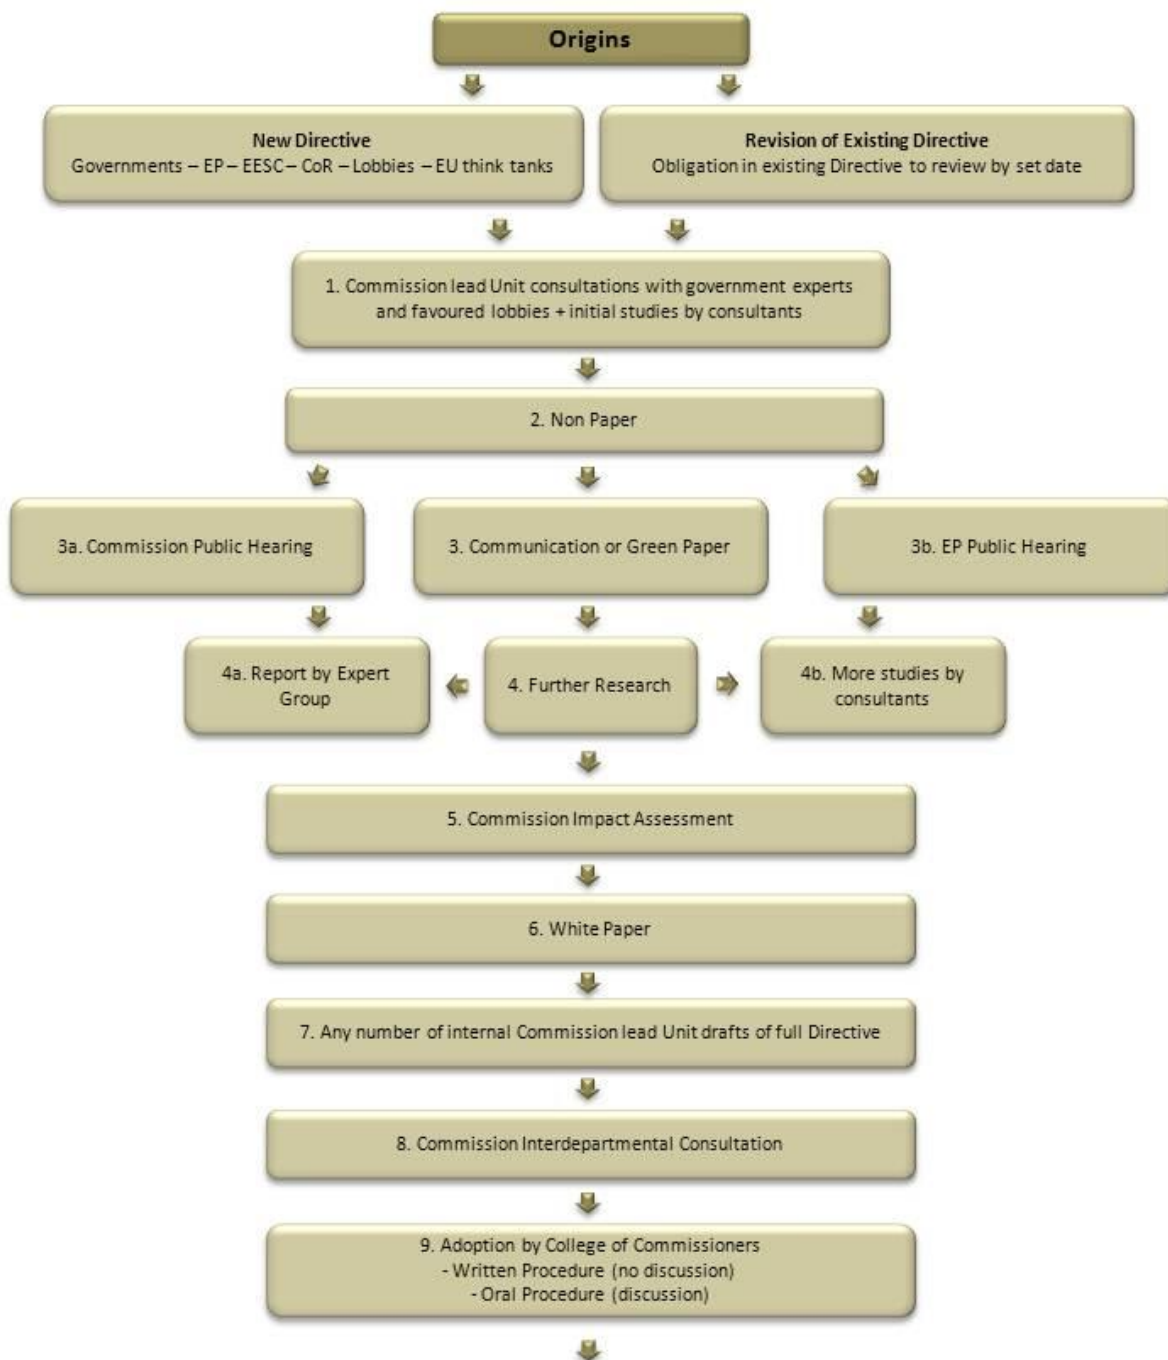 Origins
New Directive
Governments – EP – EESC – CoR – Lobbies – EU think tanks
Revision of Existing Directive
Obligation in existing Directive to review by set date
1. Commission lead Unit consultations with government experts
and favoured lobbies + initial studies by consultants
2. Non Paper
3a. Commission Public Hearing
3. Communication or Green Paper
3b. EP Public Hearing
4a. Report by Expert
Group
4. Further Research
4b. More studies by
consultants
5. Commission Impact Assessment
6. White Paper
7. Any number of internal Commission lead Unit drafts of full Directive
8. Commission Interdepartmental Consultation
9. Adoption by College of Commissioners
- Written Procedure (no discussion)
- Oral Procedure (discussion)